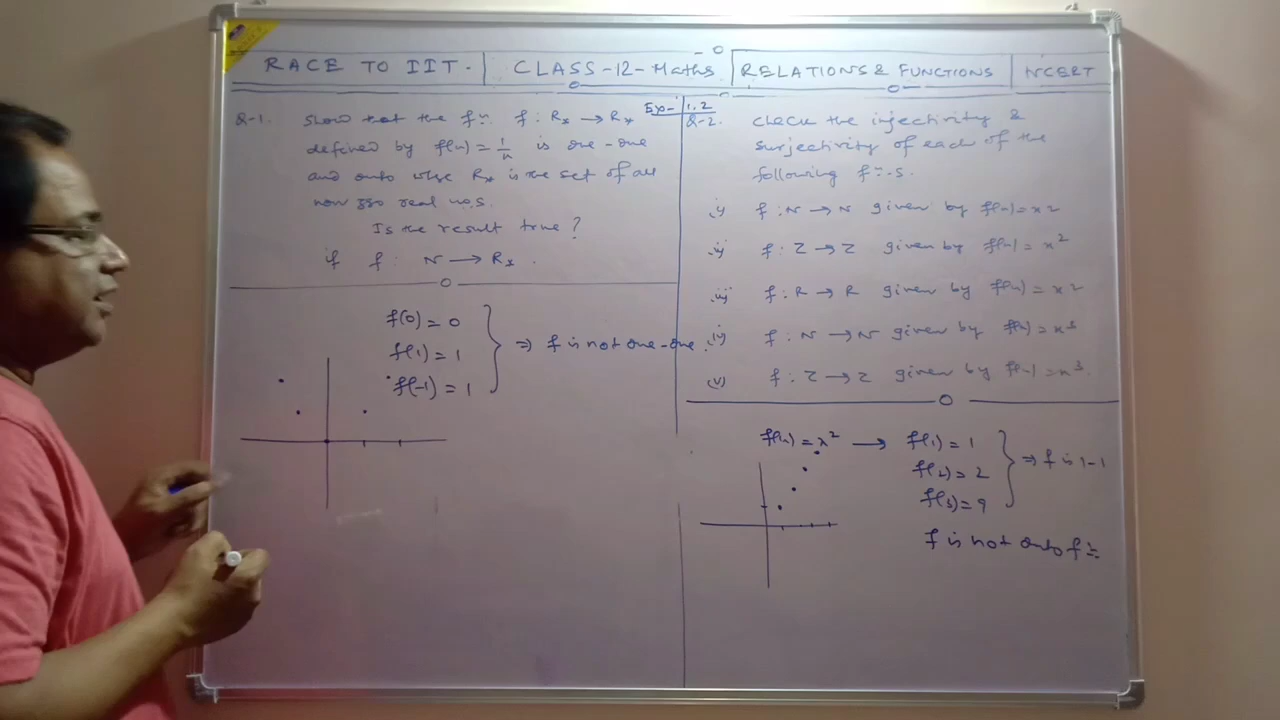 RACE TO IIT. CLASS-12-Maths RELATIONS & FUNCTIONS NCERT
Ex- 1.2
Q-1. Show that the fn. f: R* → R*
defined by f(x) = 1/x is one-one
and onto where R* is the set of all
non zero real no.s.
Is the result true?
if f: N → R*.
Q-2. Check the injectivity &
surjectivity of each of the
following fn.s.
(i) f: N → N given by f(x) = x2
(ii) f: Z → Z given by f(x) = x2
(iii) f: R → R given by f(x) = x2
(iv) f: N → N given by f(x) = x3
(v) f: Z → Z given by f(x) = x3.
f(0) = 0
f(1) = 1
f(-1) = 1
⇒ f is not one-one
f(x) = x2 → f(1) = 1
f(2) = 2
f(3) = 9
⇒ f is 1-1
f is not onto fn